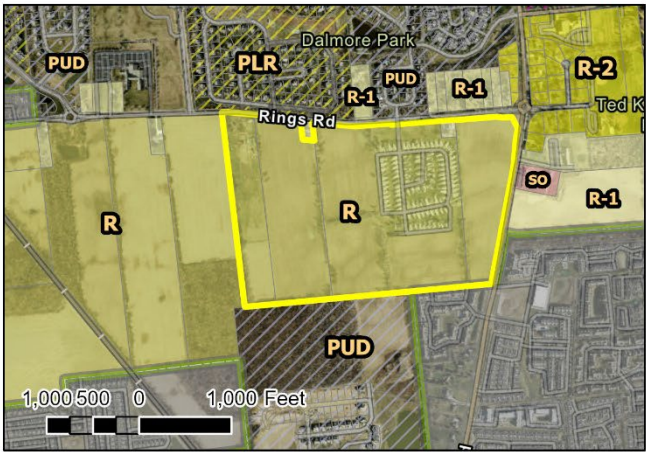 Dalmore Park
PUD
PLR
PUD
R-1
R-1
R-2
Rings Rd
Ted K
SO
R-1
R
R
PUD
1,000 500 0 1,000 Feet